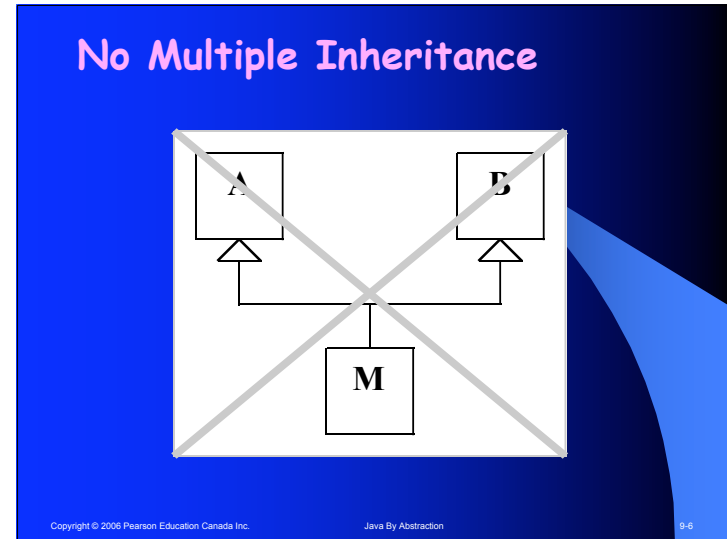 No Multiple Inheritance
A B
M
Copyright © 2006 Pearson Education Canada Inc. Java By Abstraction 9-6